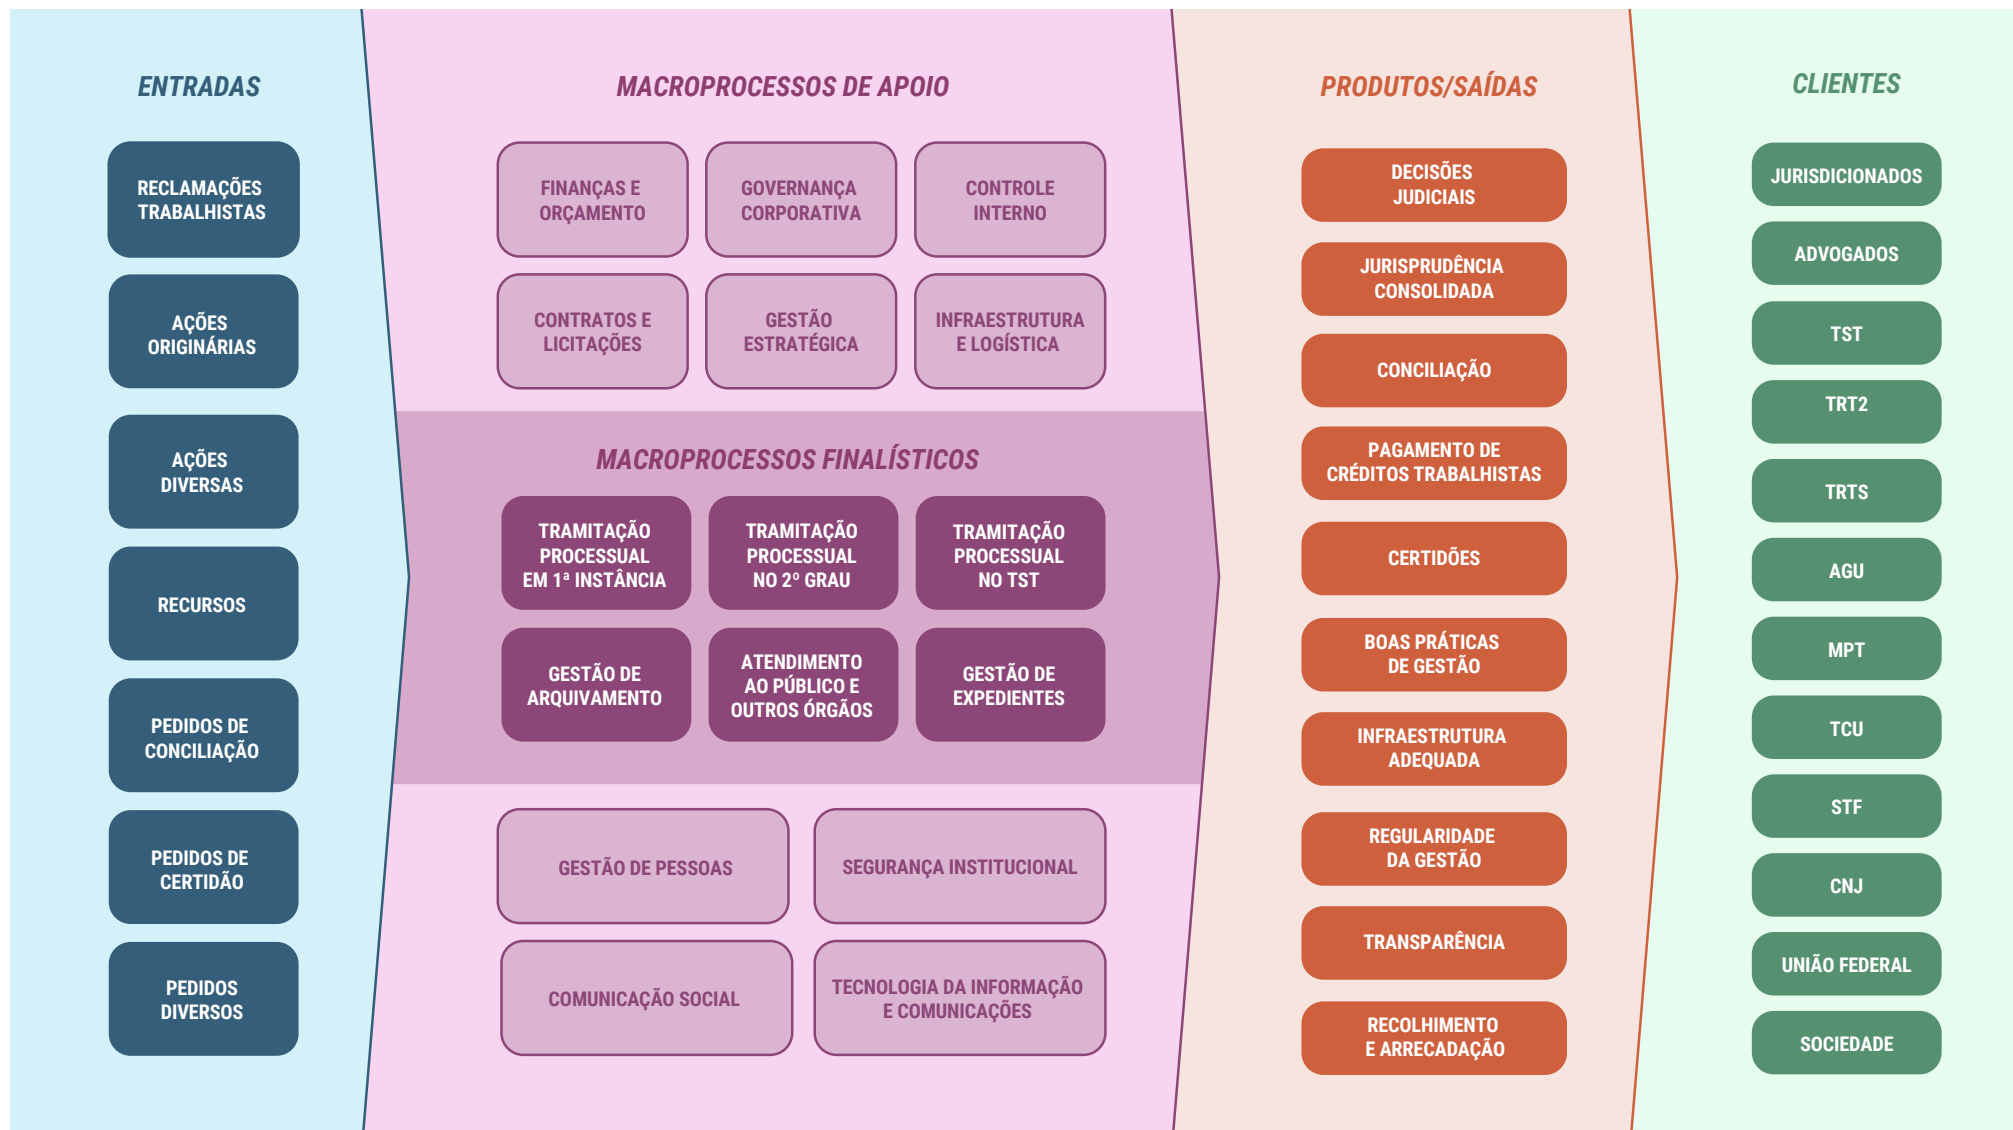 ENTRADAS
RECLAMAÇÕES
TRABALHISTAS
AÇÕES
ORIGINÁRIAS
AÇÕES
DIVERSAS
RECURSOS
PEDIDOS DE
CONCILIAÇÃO
PEDIDOS DE
CERTIDÃO
PEDIDOS
DIVERSOS
MACROPROCESSOS DE APOIO
FINANÇAS E
ORÇAMENTO
GOVERNANÇA
CORPORATIVA
CONTROLE
INTERNO
CONTRATOS E
LICITAÇÕES
GESTÃO
ESTRATÉGICA
INFRAESTRUTURA
E LOGÍSTICA
MACROPROCESSOS FINALÍSTICOS
TRAMITAÇÃO
PROCESSUAL
EM 1ª INSTÂNCIA
TRAMITAÇÃO
PROCESSUAL
NO 2º GRAU
TRAMITAÇÃO
PROCESSUAL
NO TST
GESTÃO DE
ARQUIVAMENTO
ATENDIMENTO
AO PÚBLICO E
OUTROS ÓRGÃOS
GESTÃO DE
EXPEDIENTES
GESTÃO DE PESSOAS
SEGURANÇA INSTITUCIONAL
COMUNICAÇÃO SOCIAL
TECNOLOGIA DA INFORMAÇÃO
E COMUNICAÇÕES
PRODUTOS/SAÍDAS
DECISÕES
JUDICIAIS
JURISPRUDÊNCIA
CONSOLIDADA
CONCILIAÇÃO
PAGAMENTO DE
CRÉDITOS TRABALHISTAS
CERTIDÕES
BOAS PRÁTICAS
DE GESTÃO
INFRAESTRUTURA
ADEQUADA
REGULARIDADE
DA GESTÃO
TRANSPARÊNCIA
RECOLHIMENTO
E ARRECADAÇÃO
CLIENTES
JURISDICIONADOS
ADVOGADOS
TST
TRT2
TRTS
AGU
MPT
TCU
STF
CNJ
UNIÃO FEDERAL
SOCIEDADE